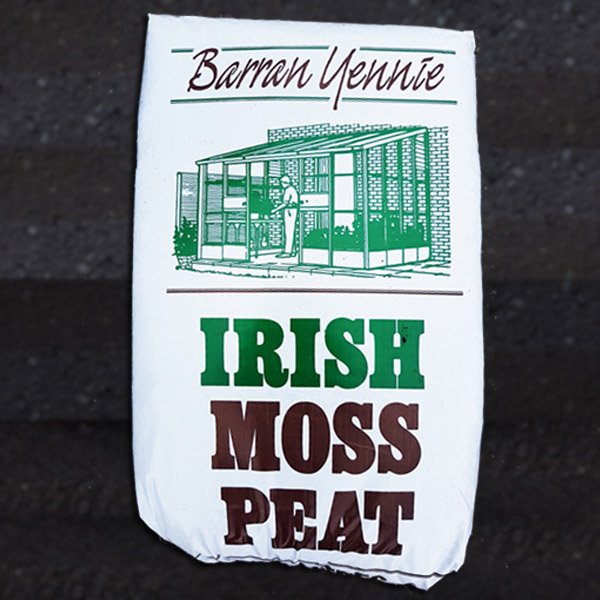 Barran Yennie
IRISH
MOSS
PEAT